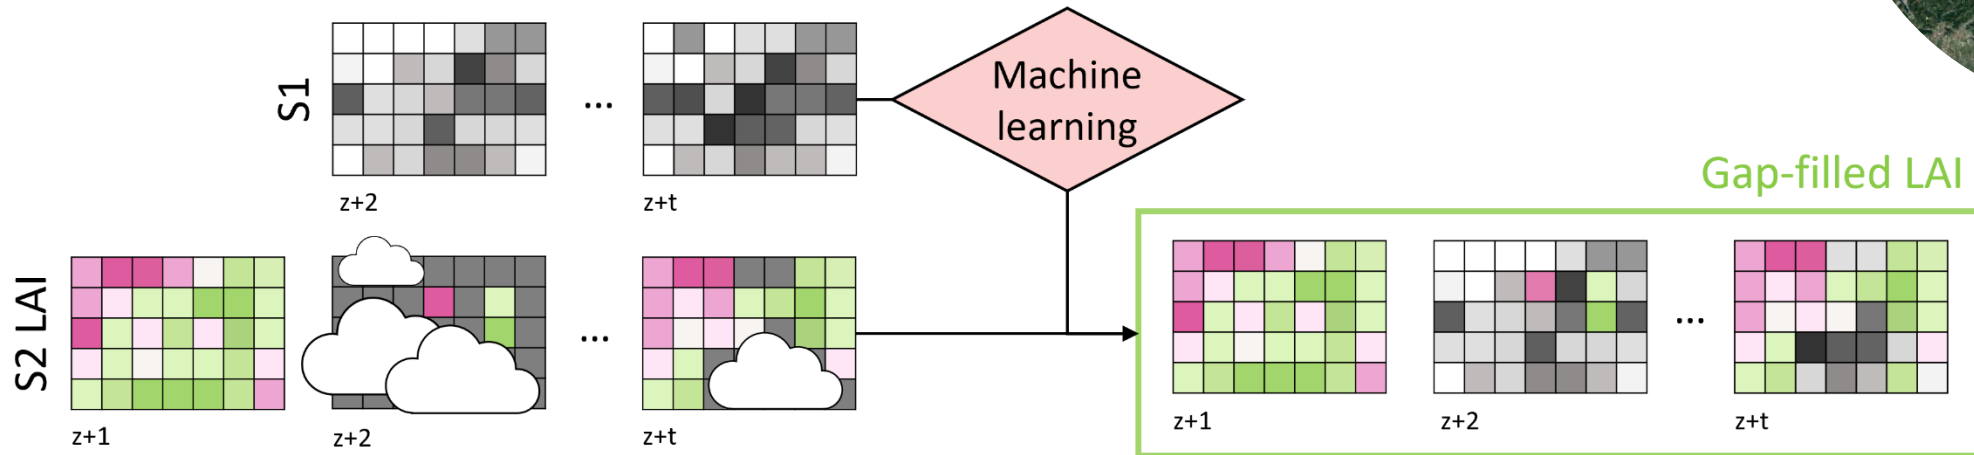 S1
...
z+2
z+t
Machine
learning
Gap-filled LAI
S2 LAI
...
z+1
z+2
z+t
...
z+1
z+2
z+t